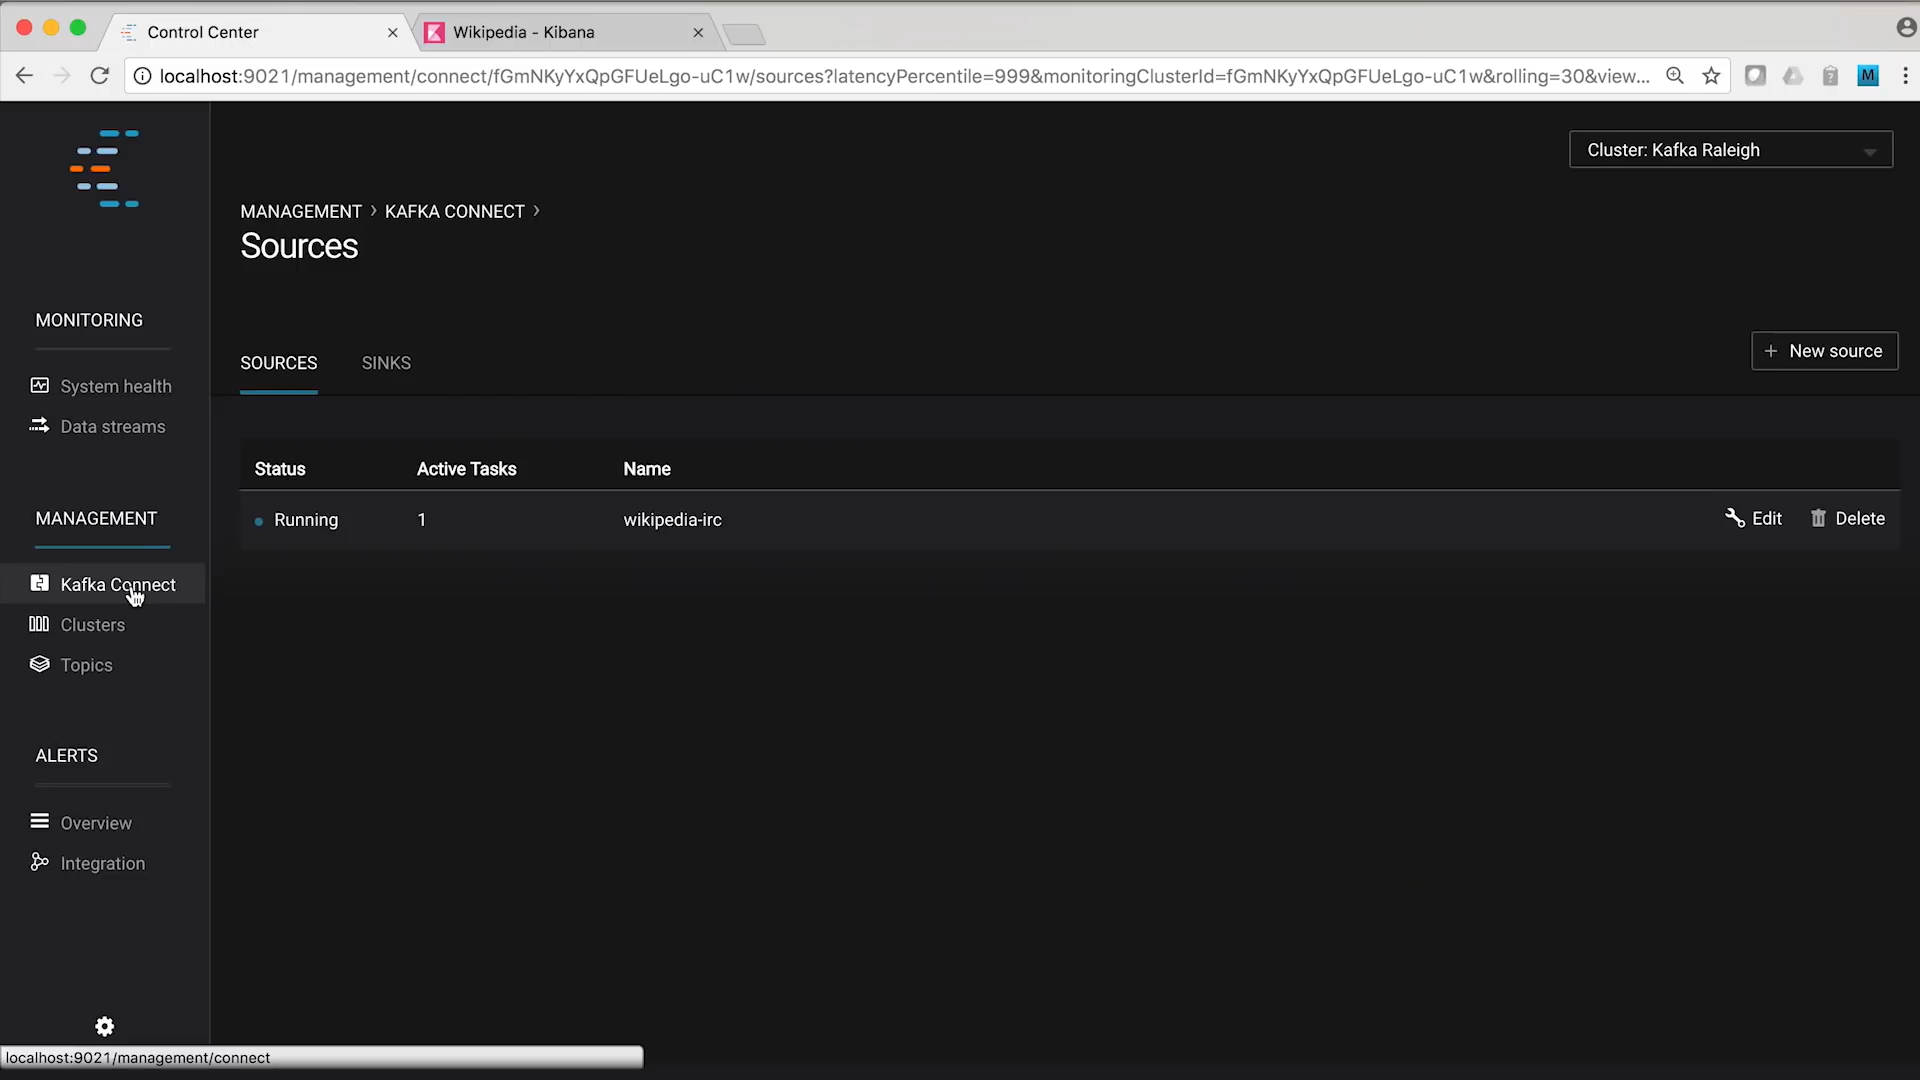 Control Center
Wikipedia - Kibana
localhost:9021/management/connect/fGmNKyYxQpGFUeLgo-uC1w/sources?latencyPercentile=999&monitoringClusterId=fGmNKyYxQpGFUeLgo-uC1w&rolling=30&view...
M
Cluster: Kafka Raleigh
MANAGEMENT › KAFKA CONNECT ›
Sources
MONITORING
System health
Data streams
MANAGEMENT
Kafka Connect
Clusters
Topics
ALERTS
Overview
Integration
SOURCES SINKS
+ New source
Status Active Tasks Name
Running 1 wikipedia-irc Edit Delete
localhost:9021/management/connect